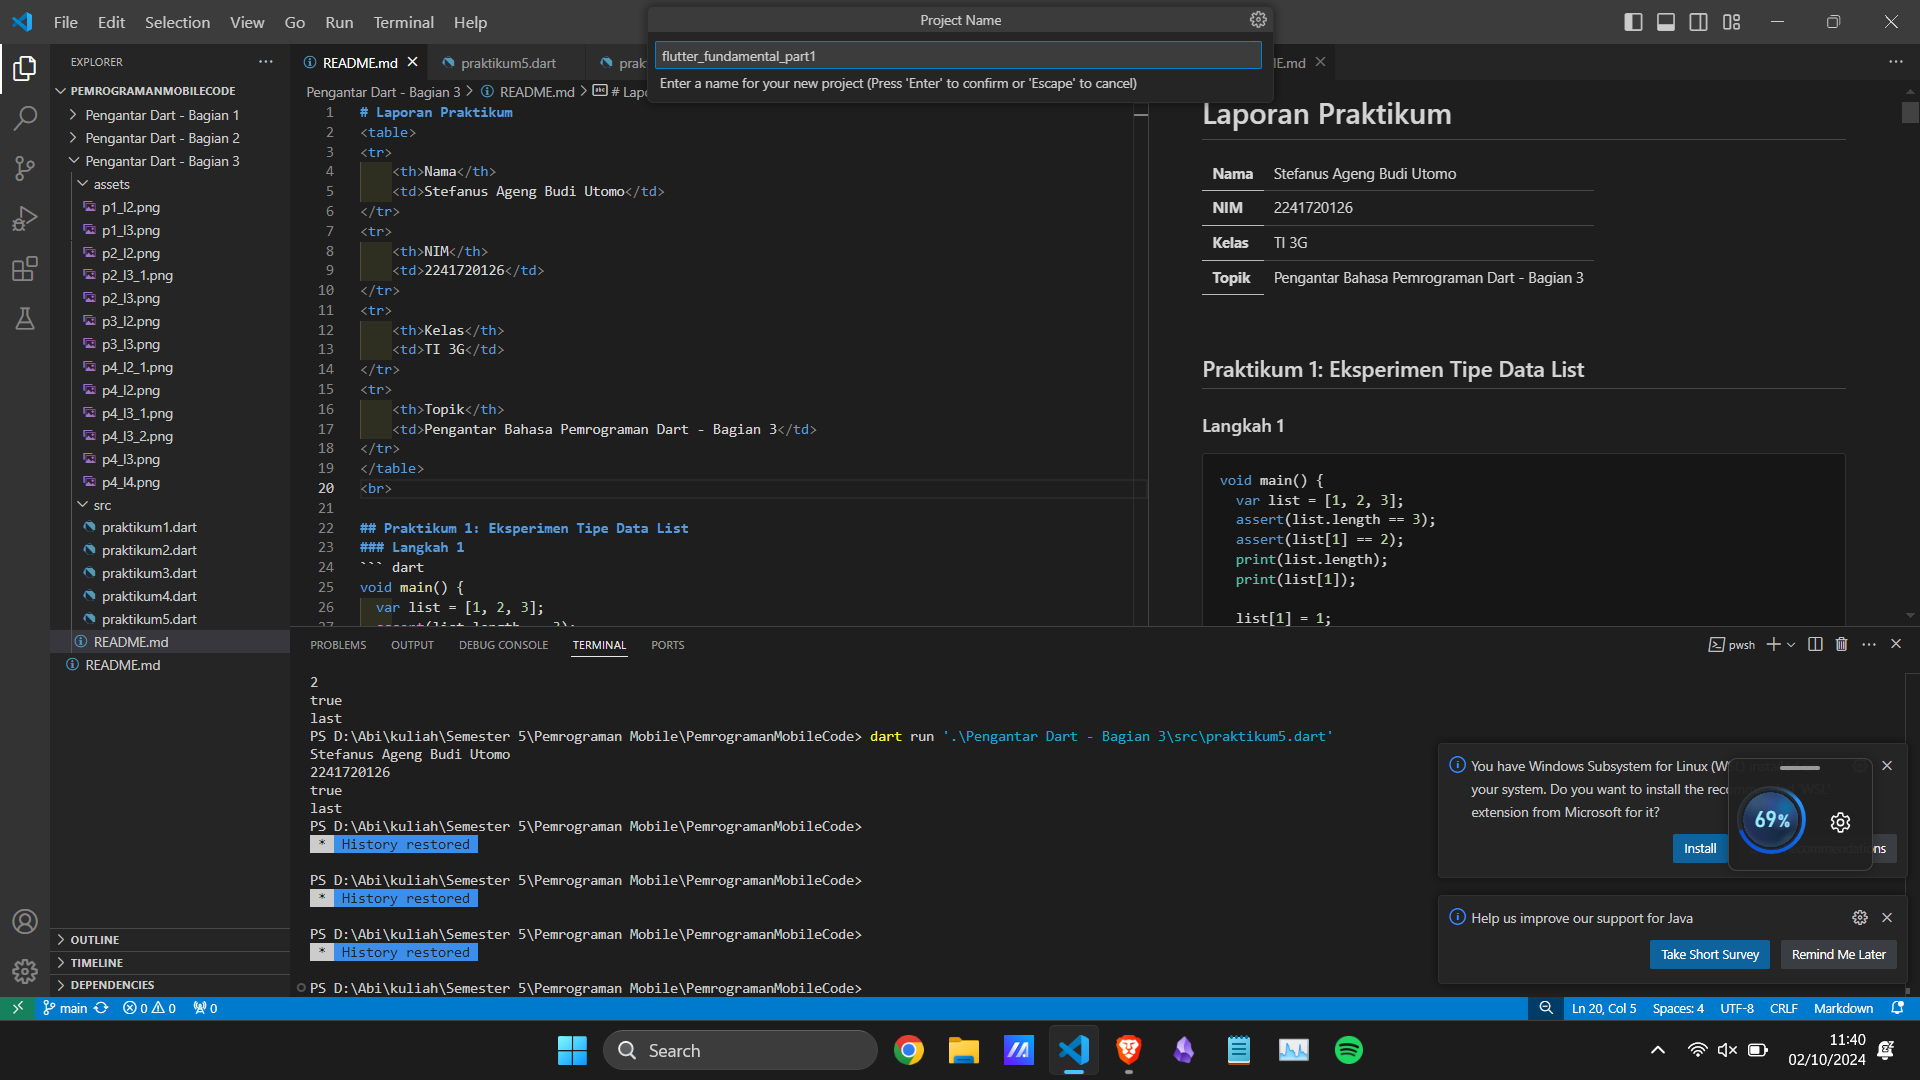 File Edit Selection View Go Run Terminal Help
Project Name
flutter_fundamental_part1
Enter a name for your new project (Press 'Enter' to confirm or 'Escape' to cancel)
EXPLORER
README.md
praktikum5.dart
prakt
E.md
PEMROGRAMANMOBILECODE
Pengantar Dart - Bagian 1
Pengantar Dart - Bagian 2
Pengantar Dart - Bagian 3
assets
p1_l2.png
p1_l3.png
p2_l2.png
p2_l3_1.png
p2_l3.png
p3_l2.png
p3_l3.png
p4_l2_1.png
p4_l2.png
p4_l3_1.png
p4_l3_2.png
p4_l3.png
p4_l4.png
src
praktikum1.dart
praktikum2.dart
praktikum3.dart
praktikum4.dart
praktikum5.dart
README.md
README.md
OUTLINE
TIMELINE
DEPENDENCIES
Pengantar Dart - Bagian 3 > README.md > # Lapo
1 # Laporan Praktikum
2 <table>
3 <tr>
4 <th>Nama</th>
5 <td>Stefanus Ageng Budi Utomo</td>
6 </tr>
7 <tr>
8 <th>NIM</th>
9 <td>2241720126</td>
10 </tr>
11 <tr>
12 <th>Kelas</th>
13 <td>TI 3G</td>
14 </tr>
15 <tr>
16 <th>Topik</th>
17 <td>Pengantar Bahasa Pemrograman Dart - Bagian 3</td>
18 </tr>
19 </table>
20 <br>
21
22 ## Praktikum 1: Eksperimen Tipe Data List
23 ### Langkah 1
24 ``` dart
25 void main() {
26 var list = [1, 2, 3];
27 assert(list.length == 3);
Laporan Praktikum
Nama Stefanus Ageng Budi Utomo
NIM 2241720126
Kelas TI 3G
Topik Pengantar Bahasa Pemrograman Dart - Bagian 3
Praktikum 1: Eksperimen Tipe Data List
Langkah 1
void main() {
var list = [1, 2, 3];
assert(list.length == 3);
assert(list[1] == 2);
print(list.length);
print(list[1]);
list[1] = 1;
PROBLEMS OUTPUT DEBUG CONSOLE TERMINAL PORTS
pwsh
2
true
last
PS D:\Abi\kuliah\Semester 5\Pemrograman Mobile\PemrogramanMobileCode> dart run '.\Pengantar Dart - Bagian 3\src\praktikum5.dart'
Stefanus Ageng Budi Utomo
2241720126
true
last
PS D:\Abi\kuliah\Semester 5\Pemrograman Mobile\PemrogramanMobileCode>
* History restored
PS D:\Abi\kuliah\Semester 5\Pemrograman Mobile\PemrogramanMobileCode>
* History restored
PS D:\Abi\kuliah\Semester 5\Pemrograman Mobile\PemrogramanMobileCode>
* History restored
PS D:\Abi\kuliah\Semester 5\Pemrograman Mobile\PemrogramanMobileCode>
You have Windows Subsystem for Linux (W
your system. Do you want to install the rec
extension from Microsoft for it?
Install
ns
69%
Help us improve our support for Java
Take Short Survey
Remind Me Later
main 0 0 0
Ln 20, Col 5 Spaces: 4 UTF-8 CRLF Markdown
Search
11:40
02/10/2024